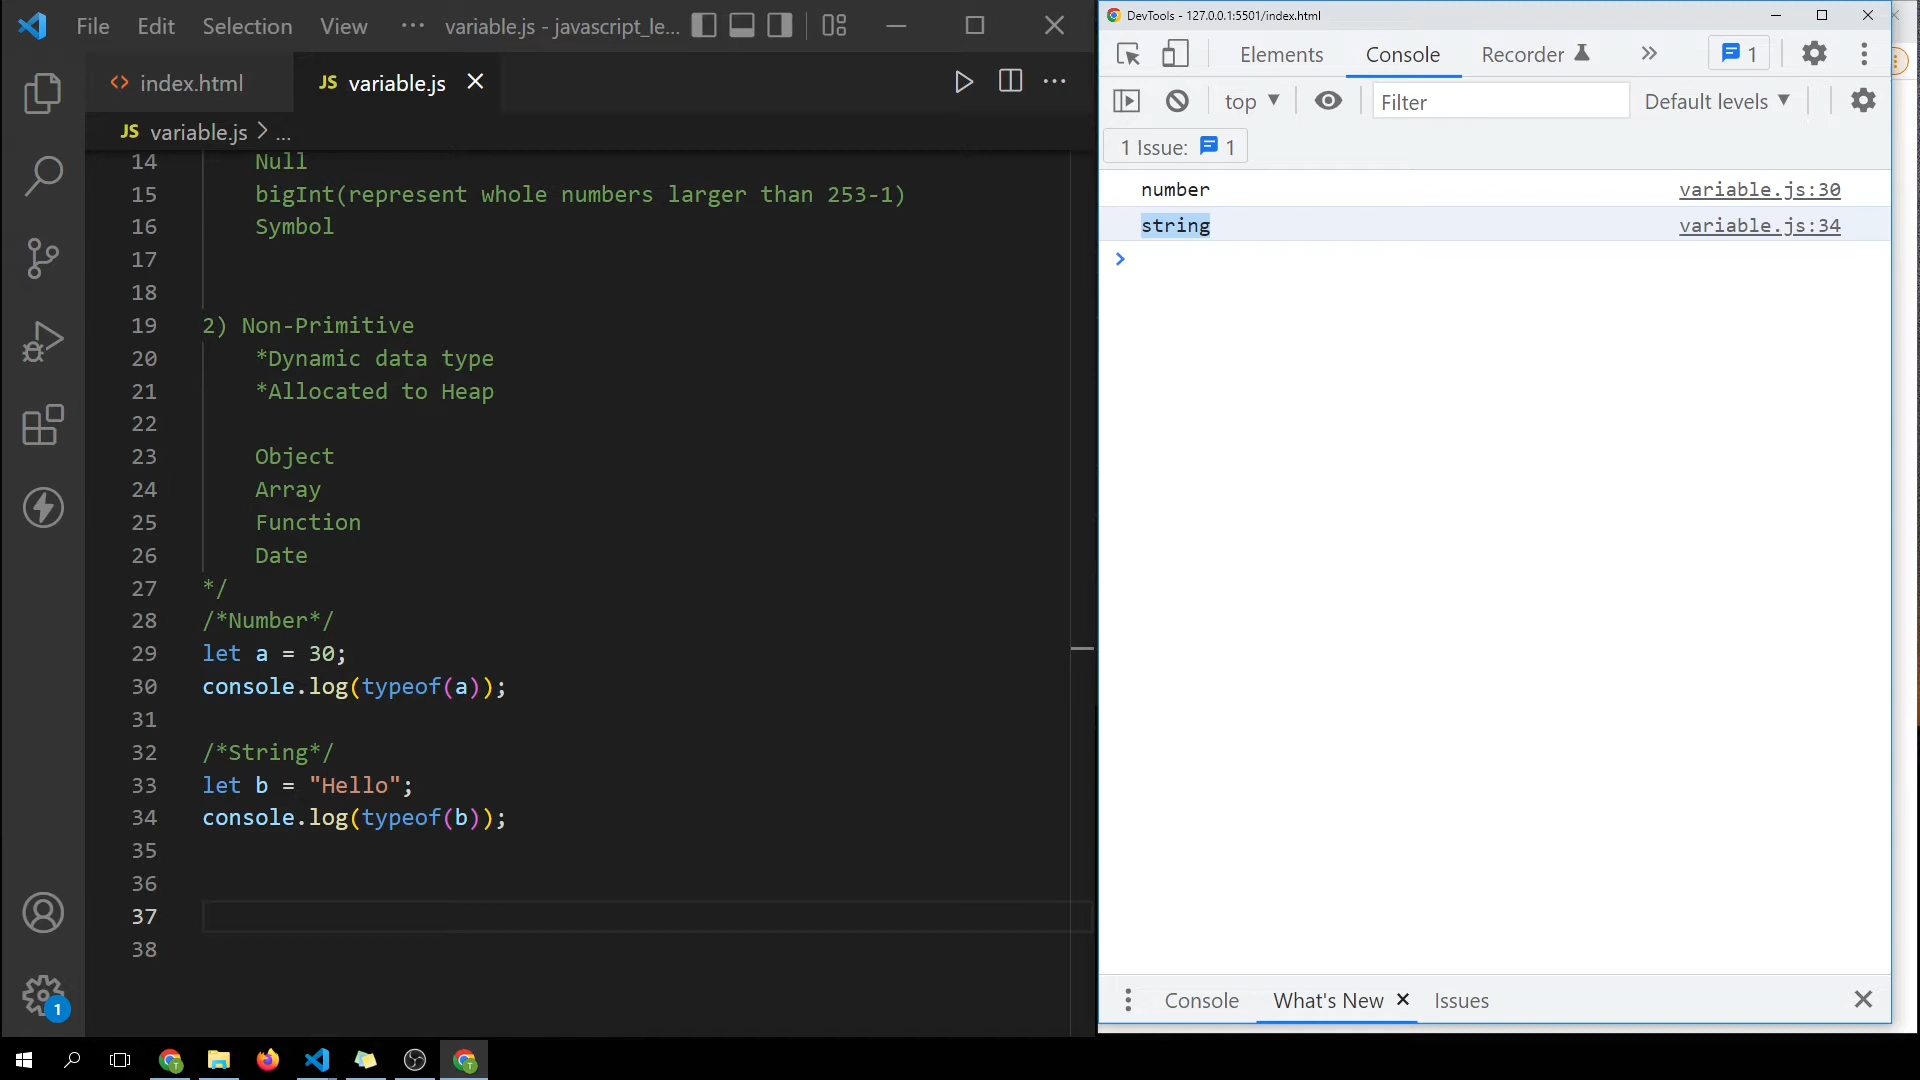 File Edit Selection View ··· variable.js - javascript_le...
index.html JS variable.js
JS variable.js > ...
14 Null
15 bigInt(represent whole numbers larger than 253-1)
16 Symbol
17
18
19 2) Non-Primitive
20 *Dynamic data type
21 *Allocated to Heap
22
23 Object
24 Array
25 Function
26 Date
27 */
28 /*Number*/
29 let a = 30;
30 console.log(typeof(a));
31
32 /*String*/
33 let b = "Hello";
34 console.log(typeof(b));
35
36
37
38
1
DevTools - 127.0.0.1:5501/index.html
Elements Console Recorder 1
top Filter Default levels
1 Issue: 1
number variable.js:30
string variable.js:34
Console What's New Issues